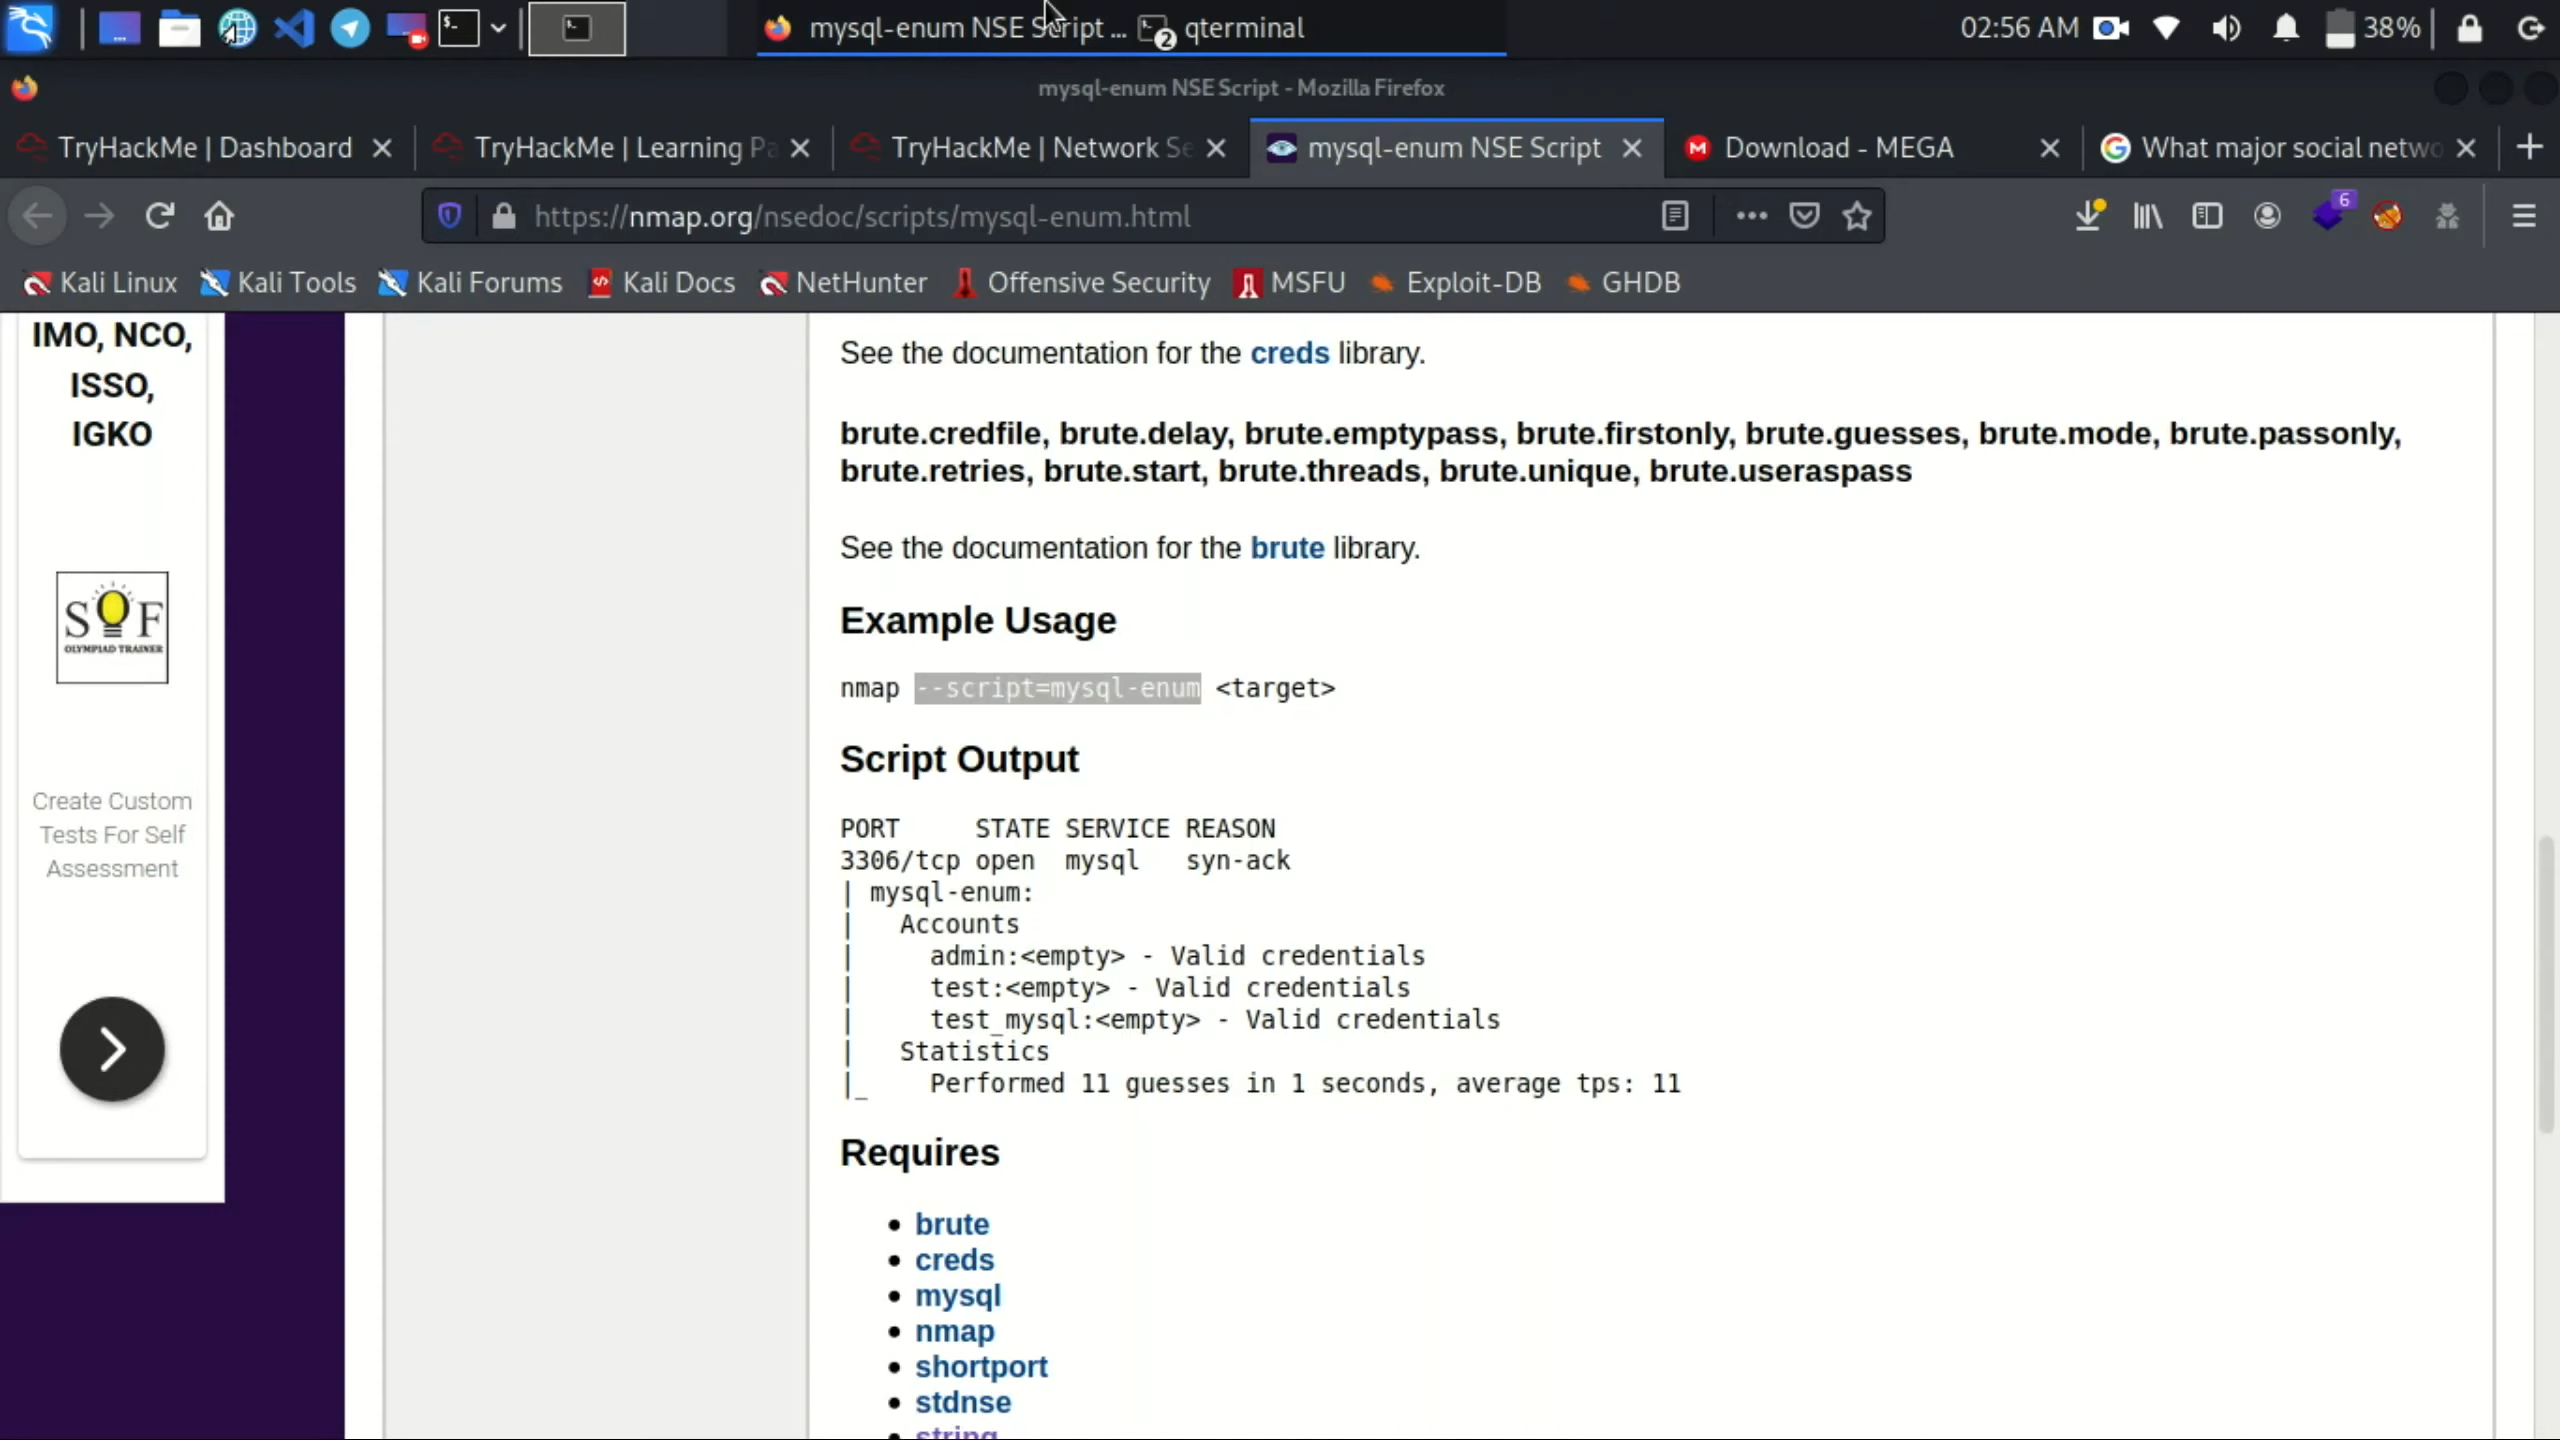 mysql-enum NSE Script ...
2
qterminal
02:56 AM
38%
mysql-enum NSE Script - Mozilla Firefox
TryHackMe | Dashboard
TryHackMe | Learning Pa
TryHackMe | Network Se
mysql-enum NSE Script
Download - MEGA
What major social netwo
https://nmap.org/nsedoc/scripts/mysql-enum.html
6
Kali Linux
Kali Tools
Kali Forums
Kali Docs
NetHunter
Offensive Security
MSFU
Exploit-DB
GHDB
IMO, NCO,
ISSO,
IGKO
SOF
OLYMPIAD TRAINER
Create Custom
Tests For Self
Assessment
See the documentation for the creds library.
brute.credfile, brute.delay, brute.emptypass, brute.firstonly, brute.guesses, brute.mode, brute.passonly,
brute.retries, brute.start, brute.threads, brute.unique, brute.useraspass
See the documentation for the brute library.
Example Usage
nmap --script=mysql-enum <target>
Script Output
PORT     STATE SERVICE REASON
3306/tcp open  mysql   syn-ack
| mysql-enum:
|   Accounts
|     admin:<empty> - Valid credentials
|     test:<empty> - Valid credentials
|     test_mysql:<empty> - Valid credentials
|   Statistics
|_    Performed 11 guesses in 1 seconds, average tps: 11
Requires
• brute
• creds
• mysql
• nmap
• shortport
• stdnse
• string